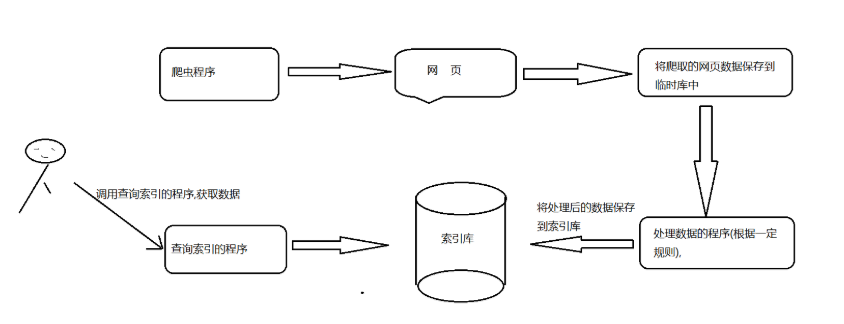 爬虫程序
网 页
将爬取的网页数据保存到
临时库中
调用查询索引的程序,获取数据
查询索引的程序
索引库
将处理后的数据保存
到索引库
处理数据的程序(根据一定
规则),